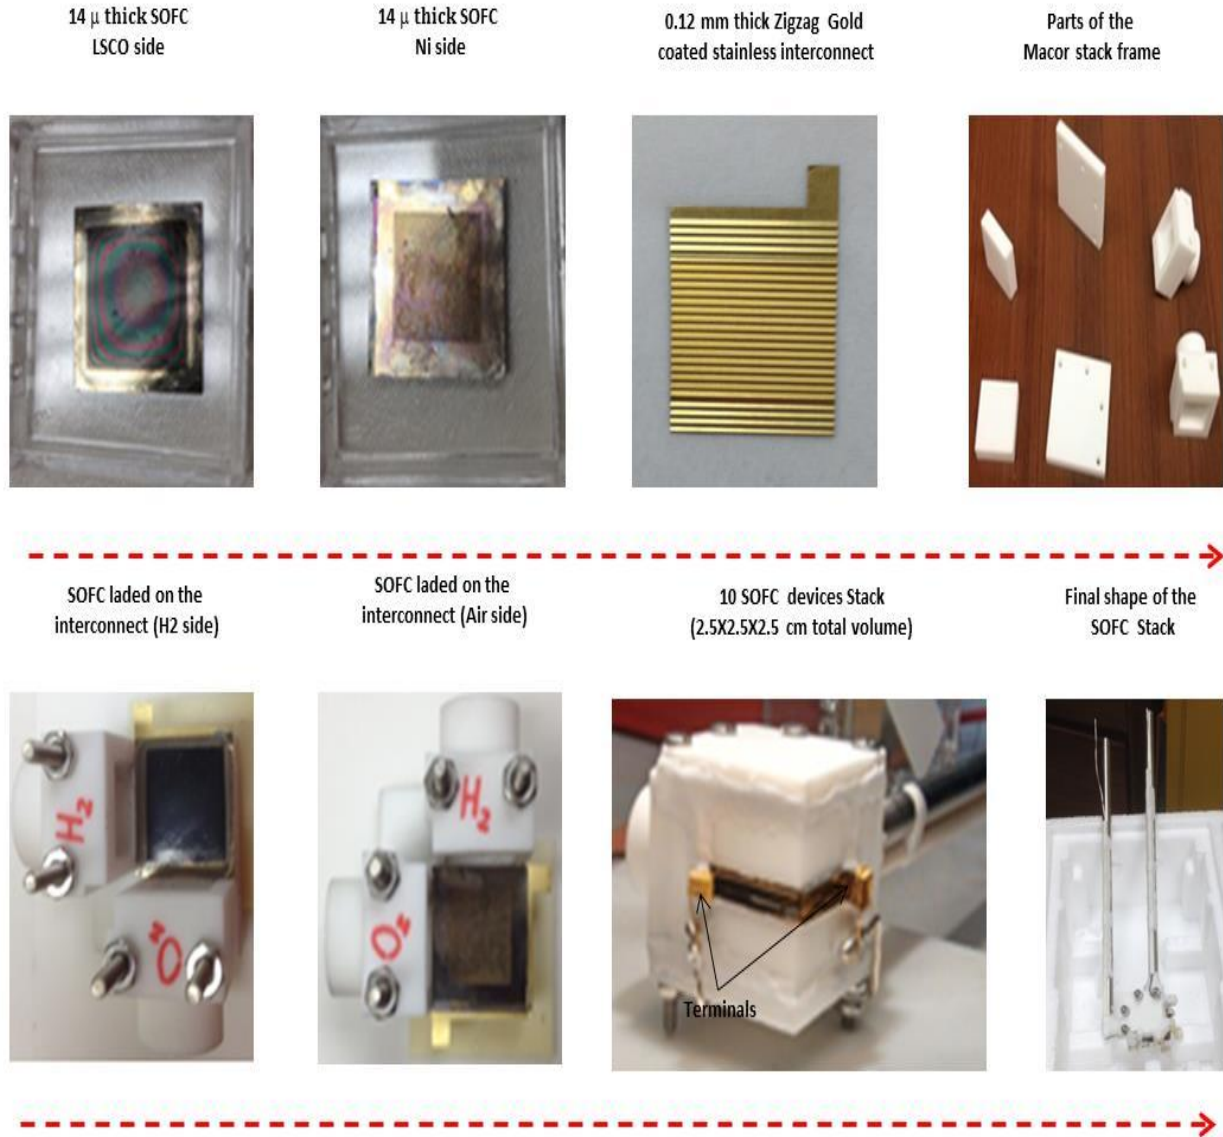 14 μ thick SOFC
LSCO side
14 μ thick SOFC
Ni side
0.12 mm thick Zigzag Gold
coated stainless interconnect
Parts of the
Macor stack frame
SOFC laded on the
interconnect (H2 side)
SOFC laded on the
interconnect (Air side)
10 SOFC devices Stack
(2.5X2.5X2.5 cm total volume)
Final shape of the
SOFC Stack
H₂
O₂
H₂
O₂
Terminals